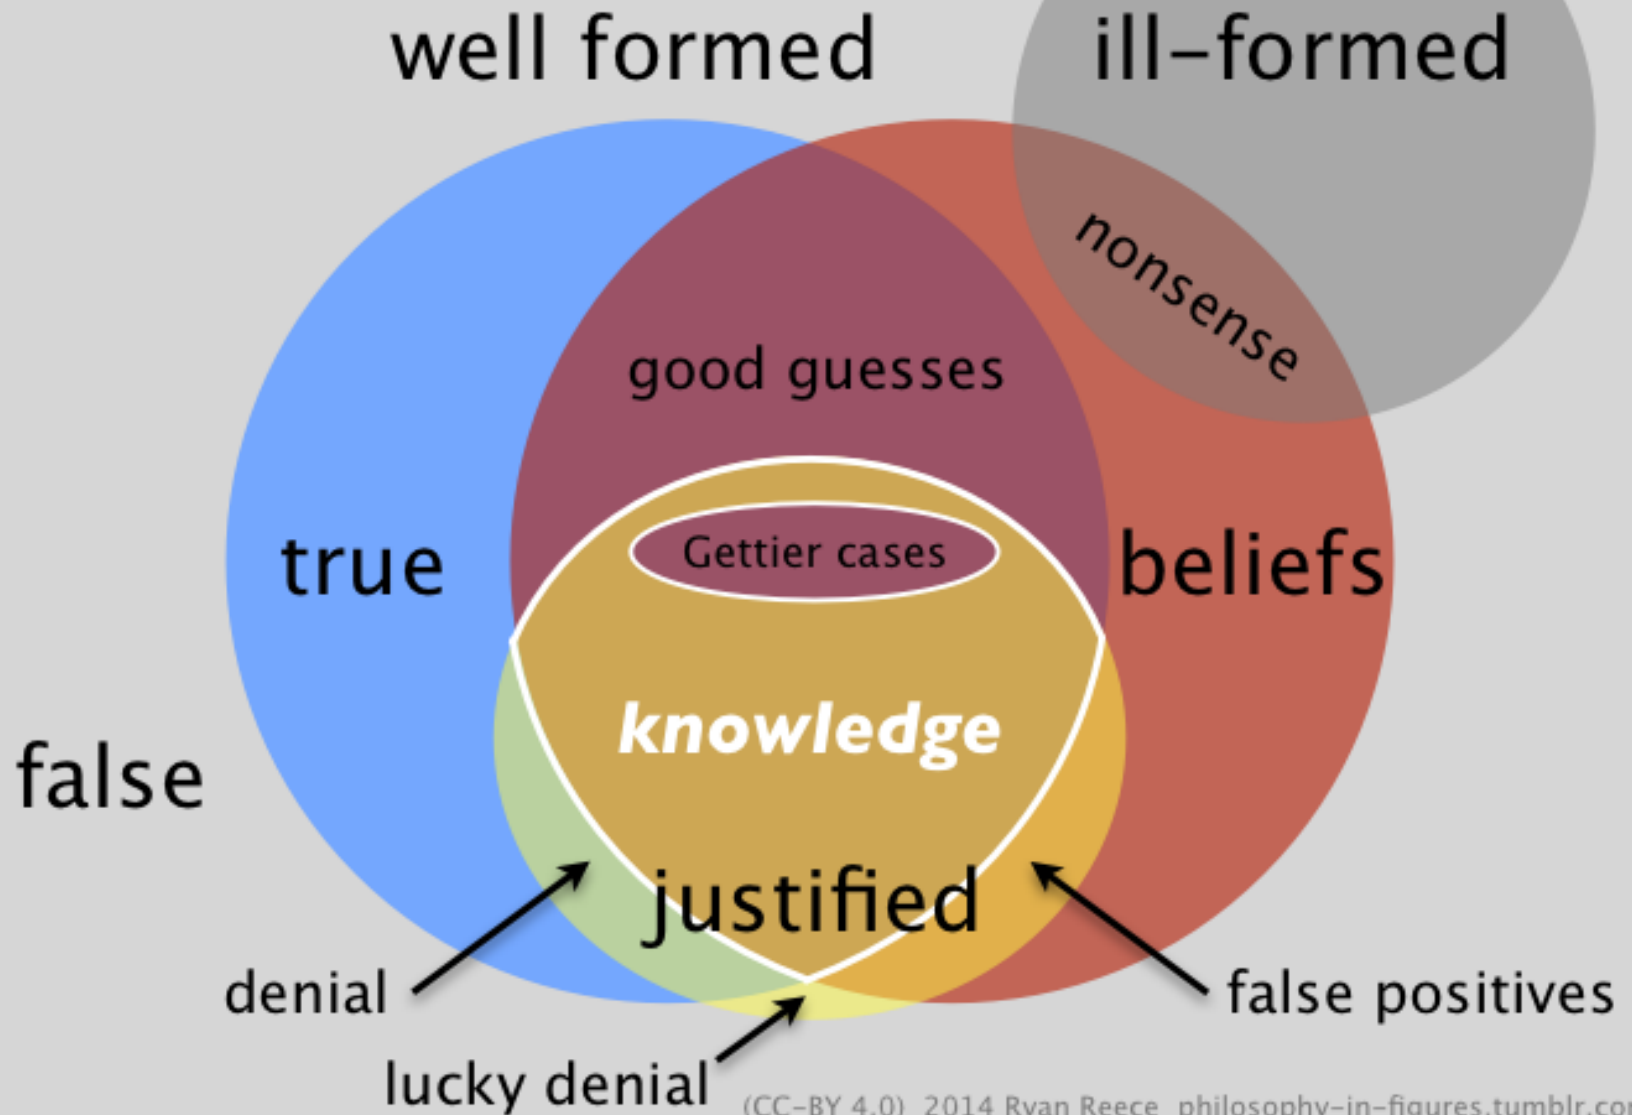 well formed
ill-formed
nonsense
good guesses
Gettier cases
true
beliefs
knowledge
false
justified
denial
false positives
lucky denial
(CC-BY 4.0) 2014 Ryan Reece philosophy-in-figures.tumblr.co